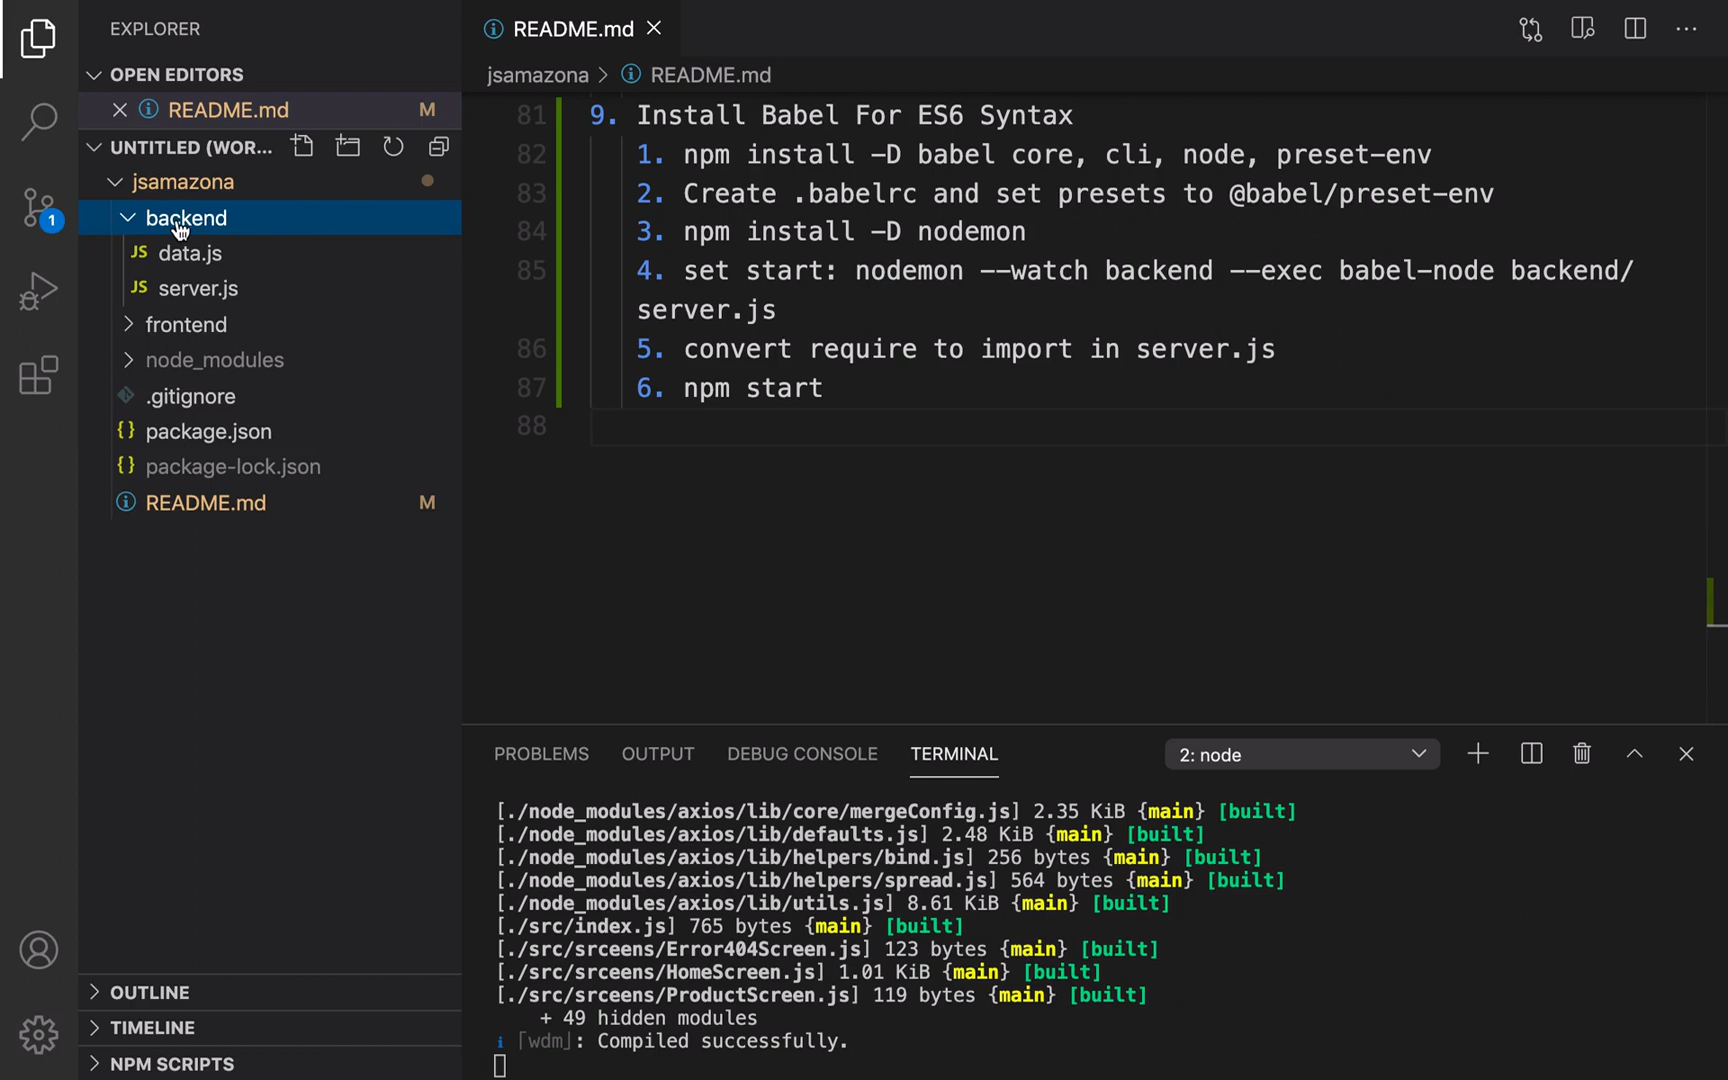 EXPLORER
OPEN EDITORS
README.md M
UNTITLED (WOR...
jsamazona
backend
JS data.js
JS server.js
frontend
node_modules
.gitignore
{} package.json
{} package-lock.json
README.md M
OUTLINE
TIMELINE
NPM SCRIPTS
1
README.md
jsamazona > README.md
81 9. Install Babel For ES6 Syntax
82 1. npm install -D babel core, cli, node, preset-env
83 2. Create .babelrc and set presets to @babel/preset-env
84 3. npm install -D nodemon
85 4. set start: nodemon --watch backend --exec babel-node backend/
server.js
86 5. convert require to import in server.js
87 6. npm start
88
PROBLEMS OUTPUT DEBUG CONSOLE TERMINAL 2: node
[./node_modules/axios/lib/core/mergeConfig.js] 2.35 KiB {main} [built]
[./node_modules/axios/lib/defaults.js] 2.48 KiB {main} [built]
[./node_modules/axios/lib/helpers/bind.js] 256 bytes {main} [built]
[./node_modules/axios/lib/helpers/spread.js] 564 bytes {main} [built]
[./node_modules/axios/lib/utils.js] 8.61 KiB {main} [built]
[./src/index.js] 765 bytes {main} [built]
[./src/srceens/Error404Screen.js] 123 bytes {main} [built]
[./src/srceens/HomeScreen.js] 1.01 KiB {main} [built]
[./src/srceens/ProductScreen.js] 119 bytes {main} [built]
+ 49 hidden modules
i ｢wdm｣: Compiled successfully.